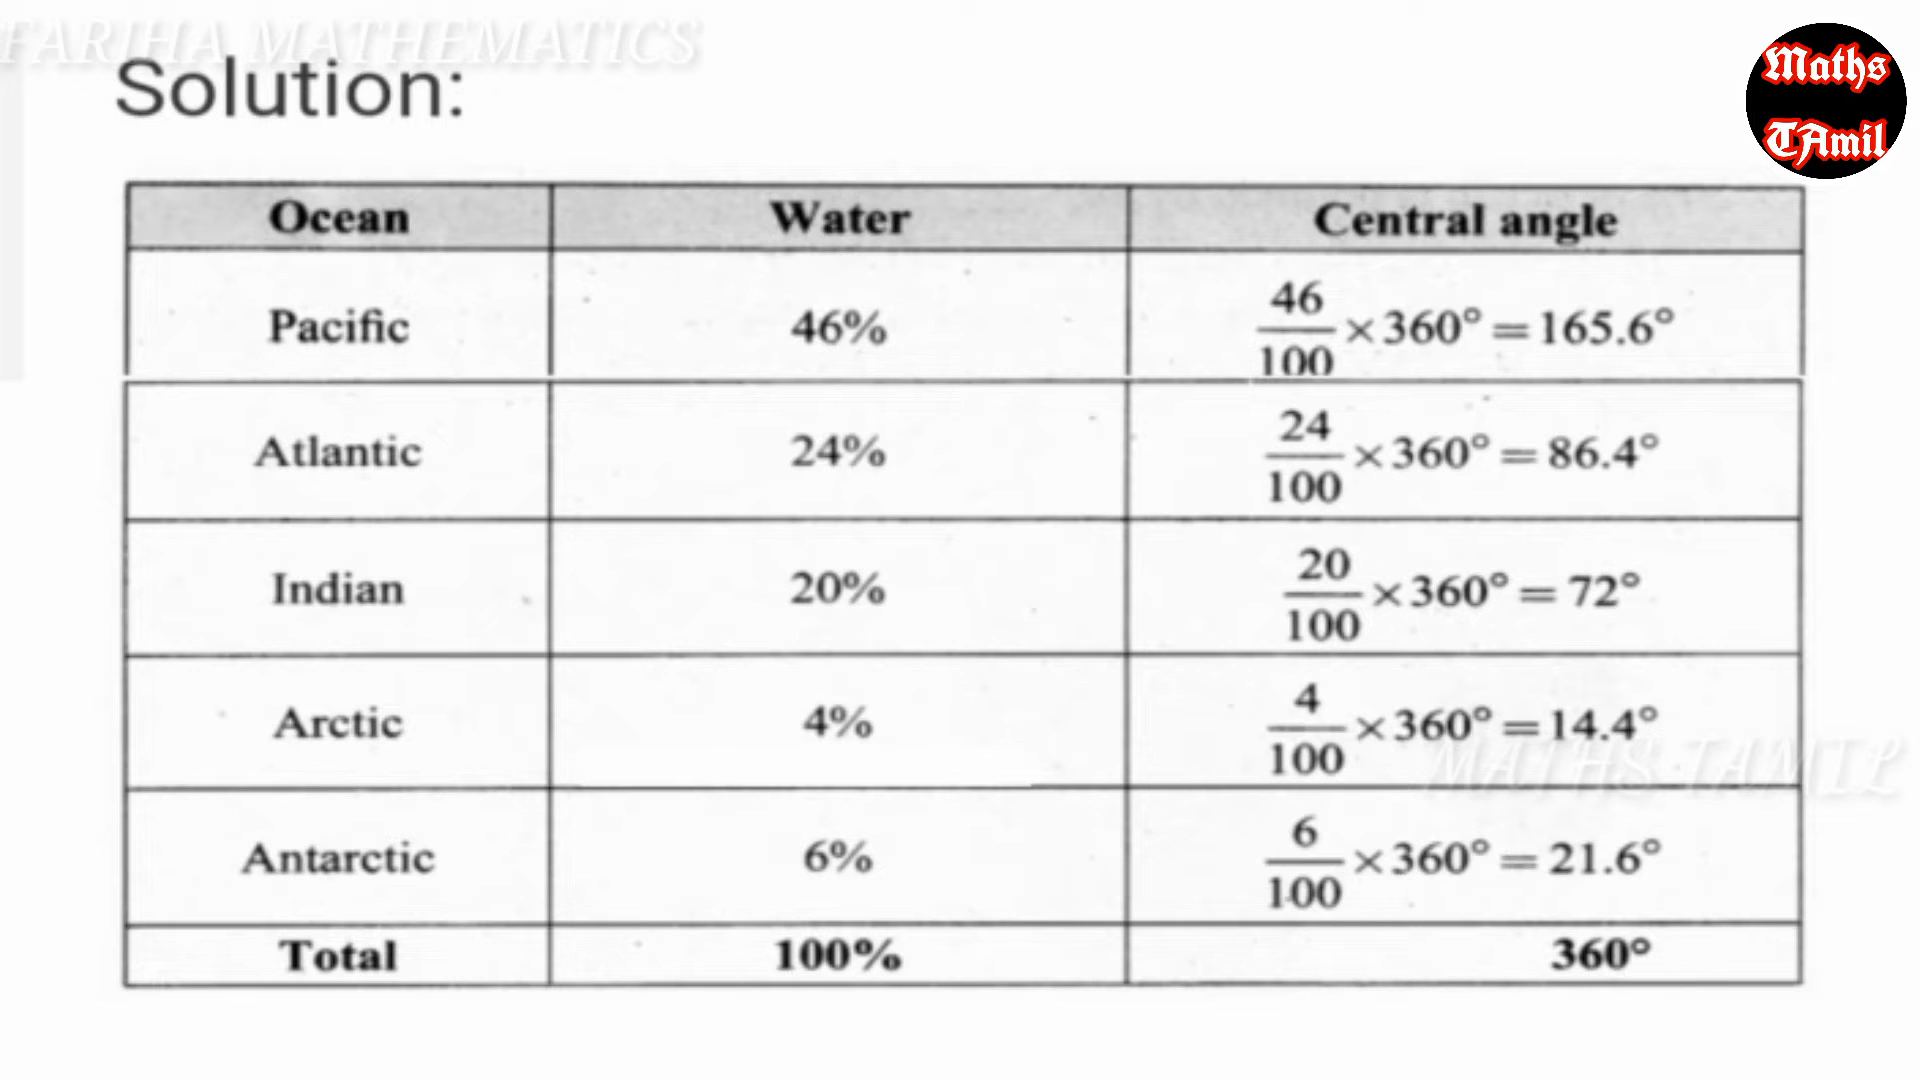 FARIHA MATHEMATICS
Solution:
Maths
TAmil
Ocean Water Central angle
Pacific 46% 46/100 ×360° = 165.6°
Atlantic 24% 24/100 ×360° = 86.4°
Indian 20% 20/100 ×360° = 72°
Arctic 4% 4/100 ×360° = 14.4°
MATHS TAMIL
Antarctic 6% 6/100 ×360° = 21.6°
Total 100% 360°